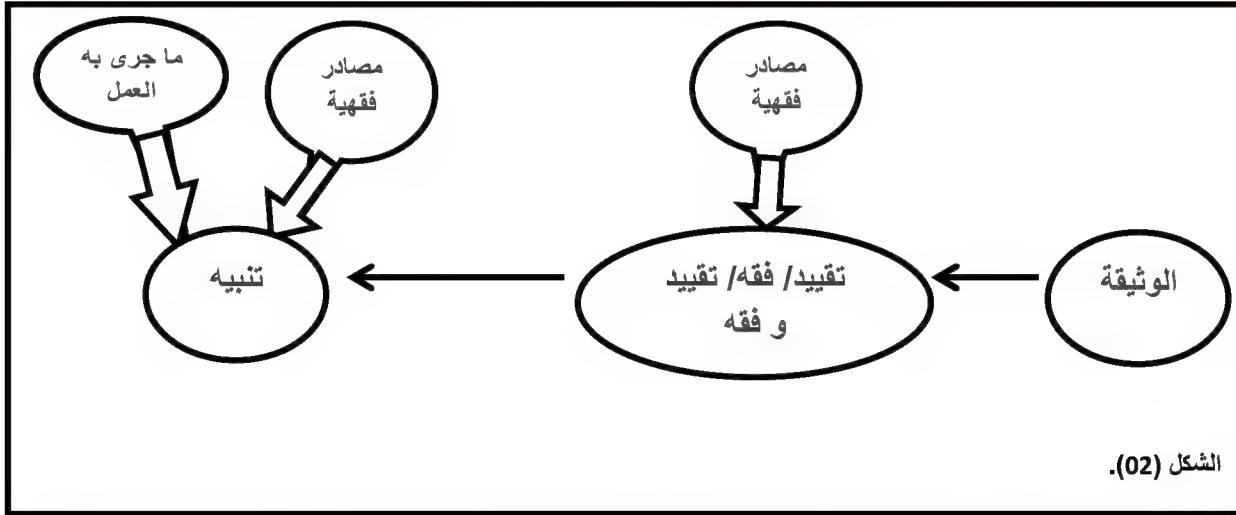 مصادر
فقهية
مصادر
فقهية
ما جرى به
العمل
الوثيقة
تقييد/ فقه/ تقييد
و فقه
تنبيه
الشكل (02).